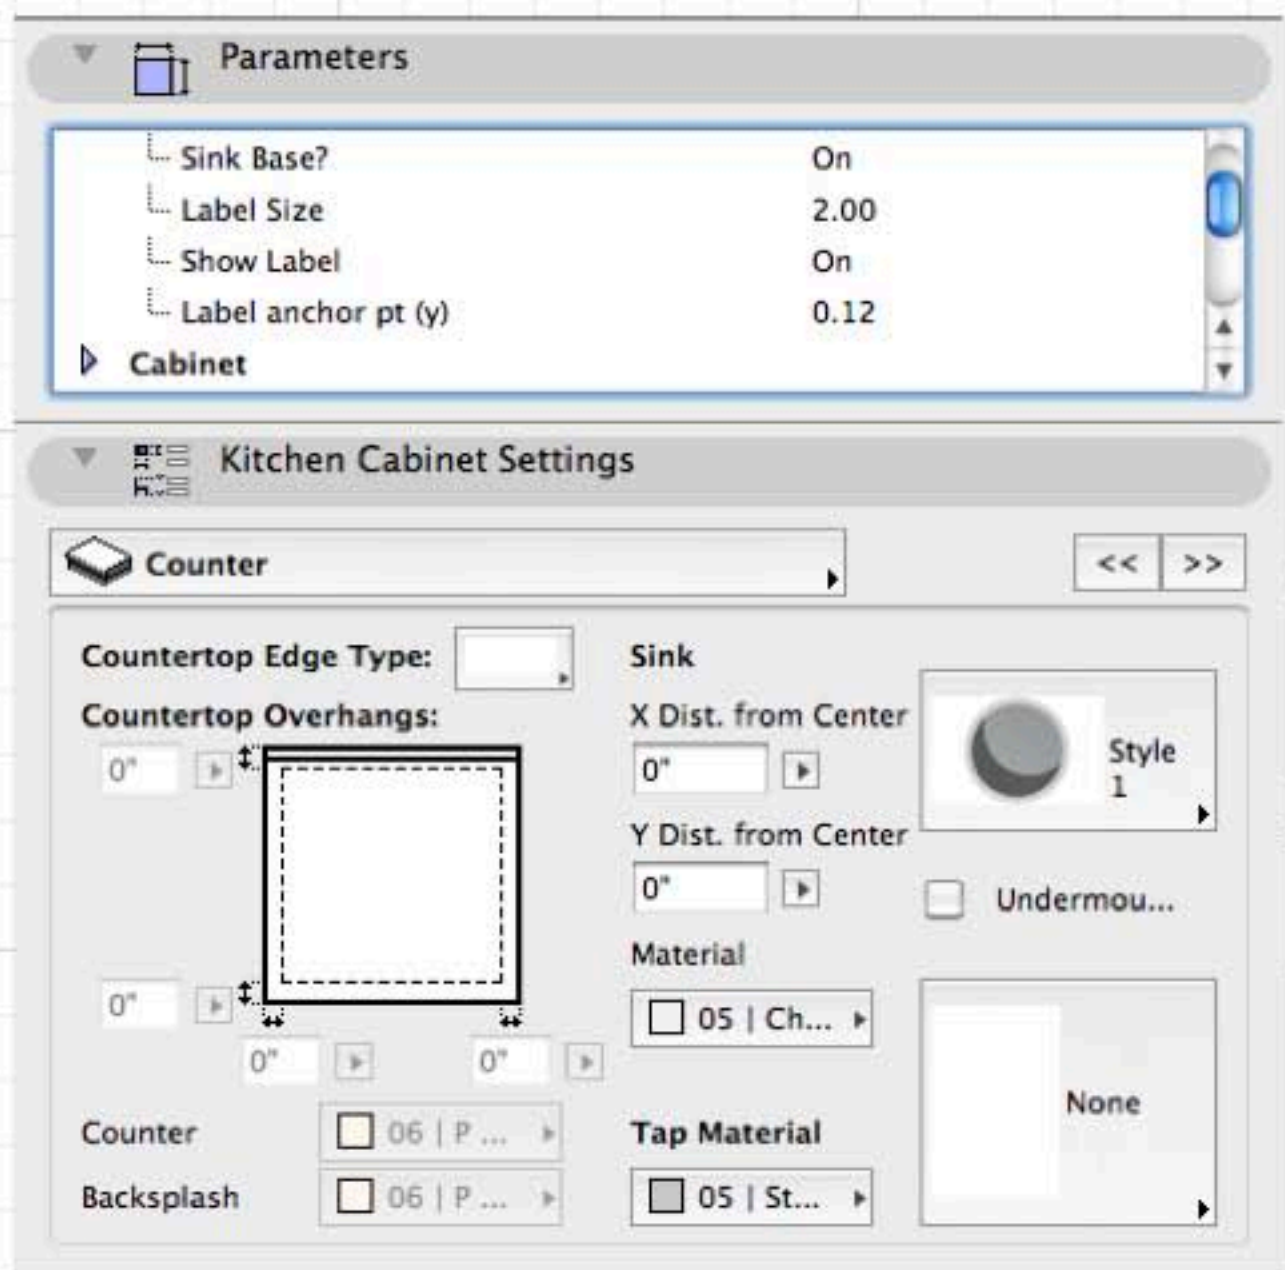 Parameters
Sink Base? On
Label Size 2.00
Show Label On
Label anchor pt (y) 0.12
Cabinet
Kitchen Cabinet Settings
Counter << >>
Countertop Edge Type:
Countertop Overhangs:
0"
0"
0" 0"
Counter 06 | P ...
Backsplash 06 | P ...
Sink
X Dist. from Center
0"
Y Dist. from Center
0"
Material
05 | Ch...
Tap Material
05 | St...
Style
1
Undermou...
None